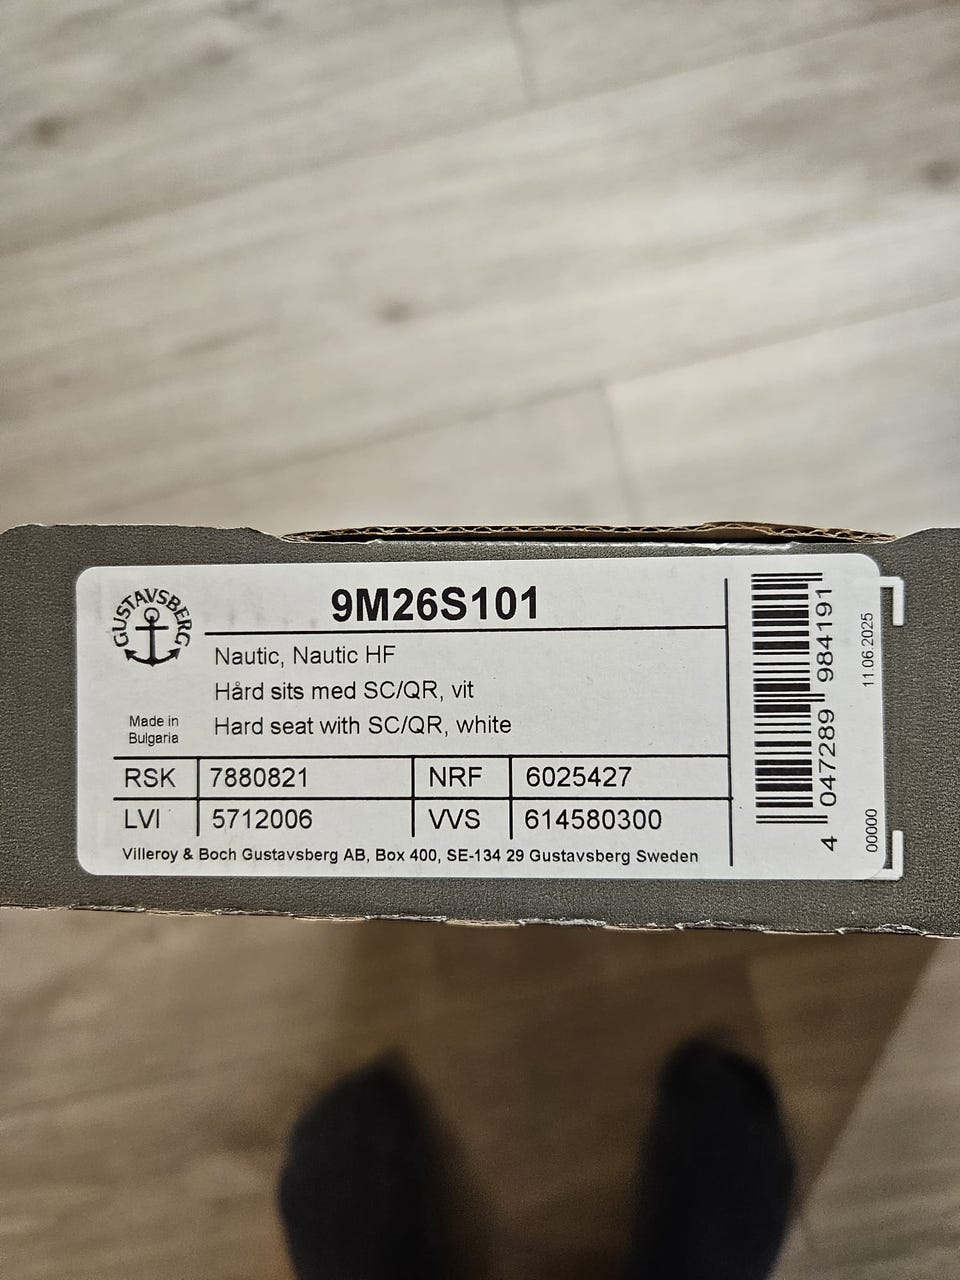 GUSTAVSBERG
9M26S101
Nautic, Nautic HF
Hård sits med SC/QR, vit
Hard seat with SC/QR, white
Made in
Bulgaria
RSK 7880821 NRF 6025427
LVI 5712006 VVS 614580300
Villeroy & Boch Gustavsberg AB, Box 400, SE-134 29 Gustavsberg Sweden
4 047289 984191
00000 11.06.2025